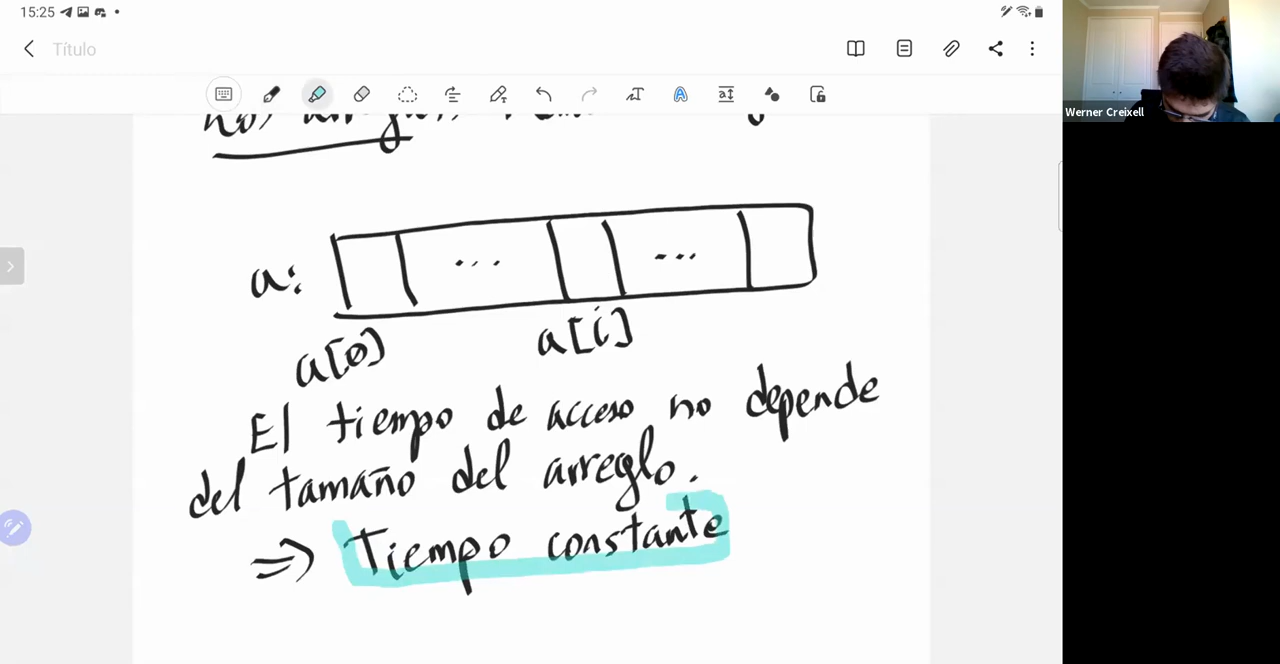 15:25
Título
Werner Creixell
a:
a[0]
a[i]
El tiempo de acceso no depende
del tamaño del arreglo.
=> Tiempo constante